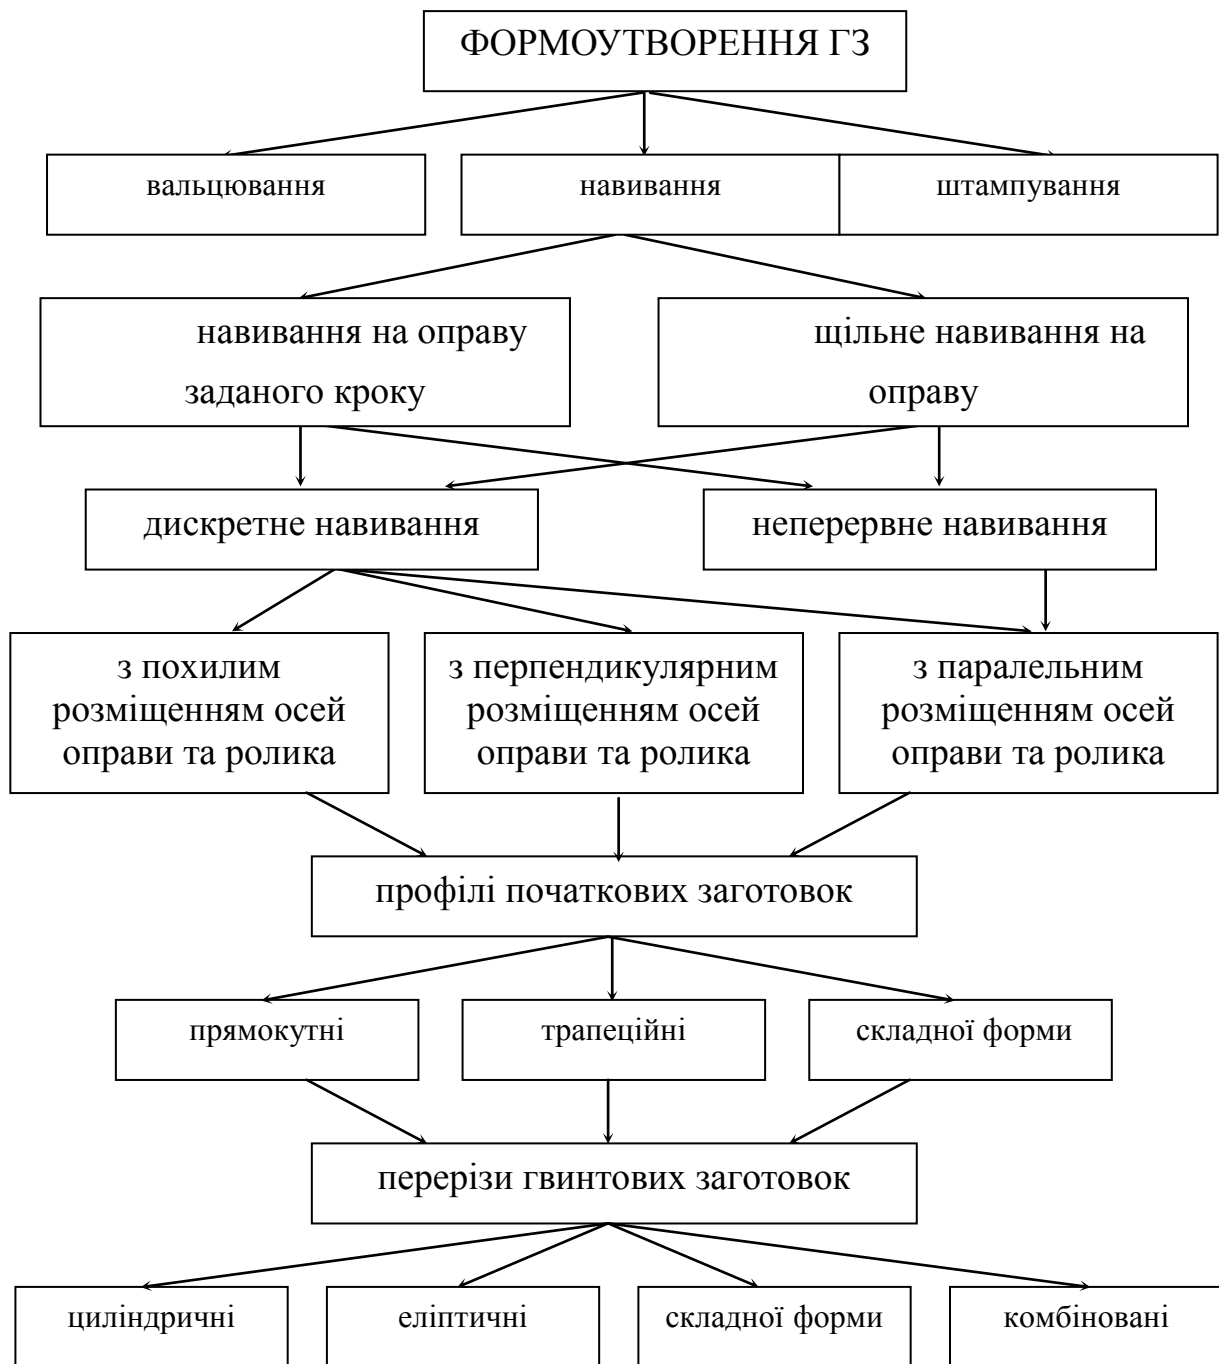 ФОРМОУТВОРЕННЯ ГЗ
вальцювання
навивання
штампування
навивання на оправу
заданого кроку
щільне навивання на
оправу
дискретне навивання
неперервне навивання
з похилим
розміщенням осей
оправи та ролика
з перпендикулярним
розміщенням осей
оправи та ролика
з паралельним
розміщенням осей
оправи та ролика
профілі початкових заготовок
прямокутні
трапеційні
складної форми
перерізи гвинтових заготовок
циліндричні
еліптичні
складної форми
комбіновані